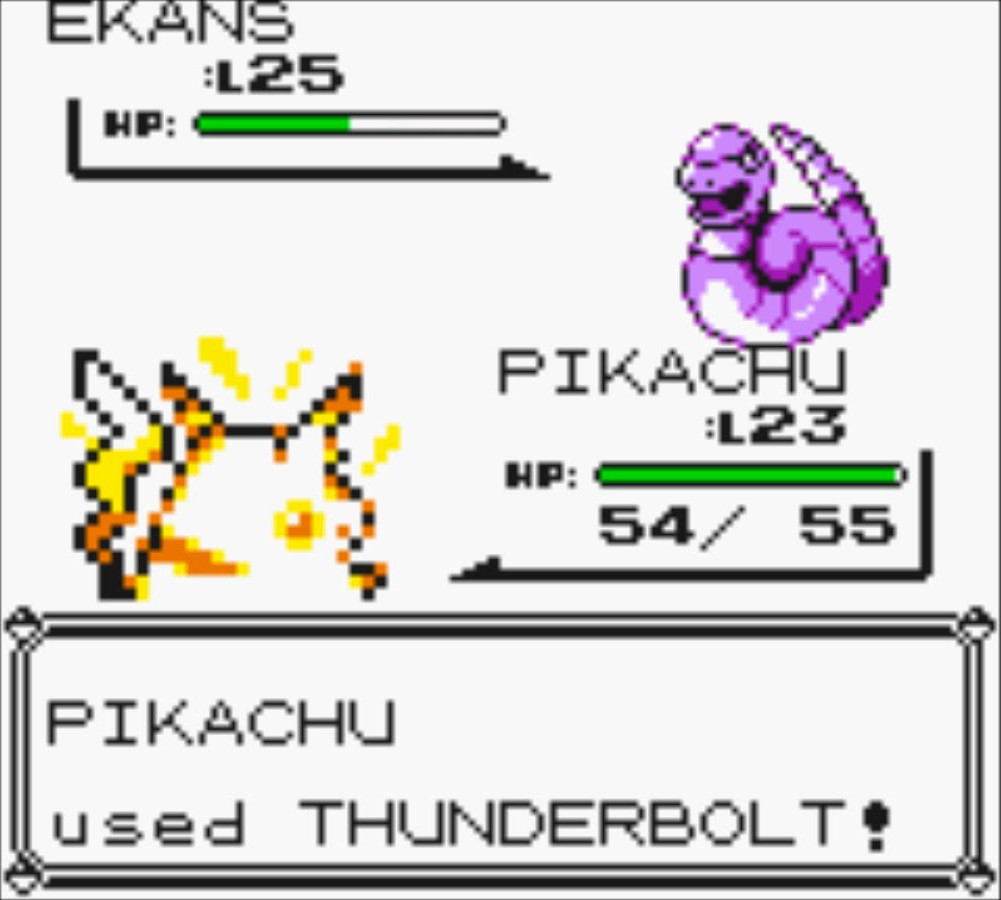 EKANS
:L25
HP:
PIKACHU
:L23
HP:
54/ 55
PIKACHU
used THUNDERBOLT!